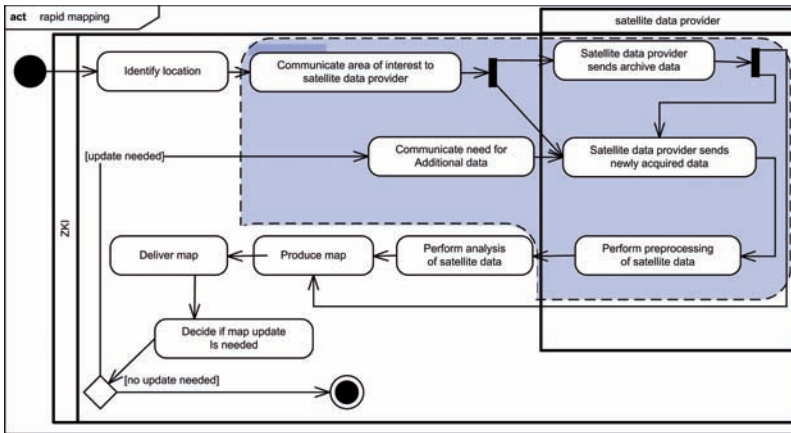 act rapid mapping
satellite data provider
ZKI
Identify location
Communicate area of interest to
satellite data provider
Satellite data provider
sends archive data
[update needed]
Communicate need for
Additional data
Satellite data provider sends
newly acquired data
Deliver map
Produce map
Perform analysis
of satellite data
Perform preprocessing
of satellite data
Decide if map update
Is needed
[no update needed]